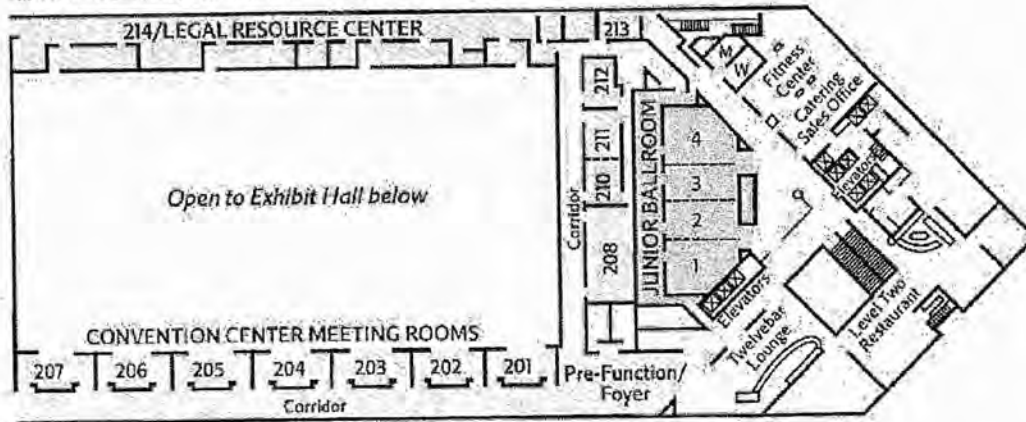 214/LEGAL RESOURCE CENTER
213
212
211
210
208
Corridor
JUNIOR BALLROOM
4
3
2
1
M
W
Fitness
Center
Catering
Sales Office
Elevators
Open to Exhibit Hall below
Elevators
Twelvebar
Lounge
Level Two
Restaurant
CONVENTION CENTER MEETING ROOMS
207
206
205
204
203
202
201
Pre-Function/
Foyer
Corridor